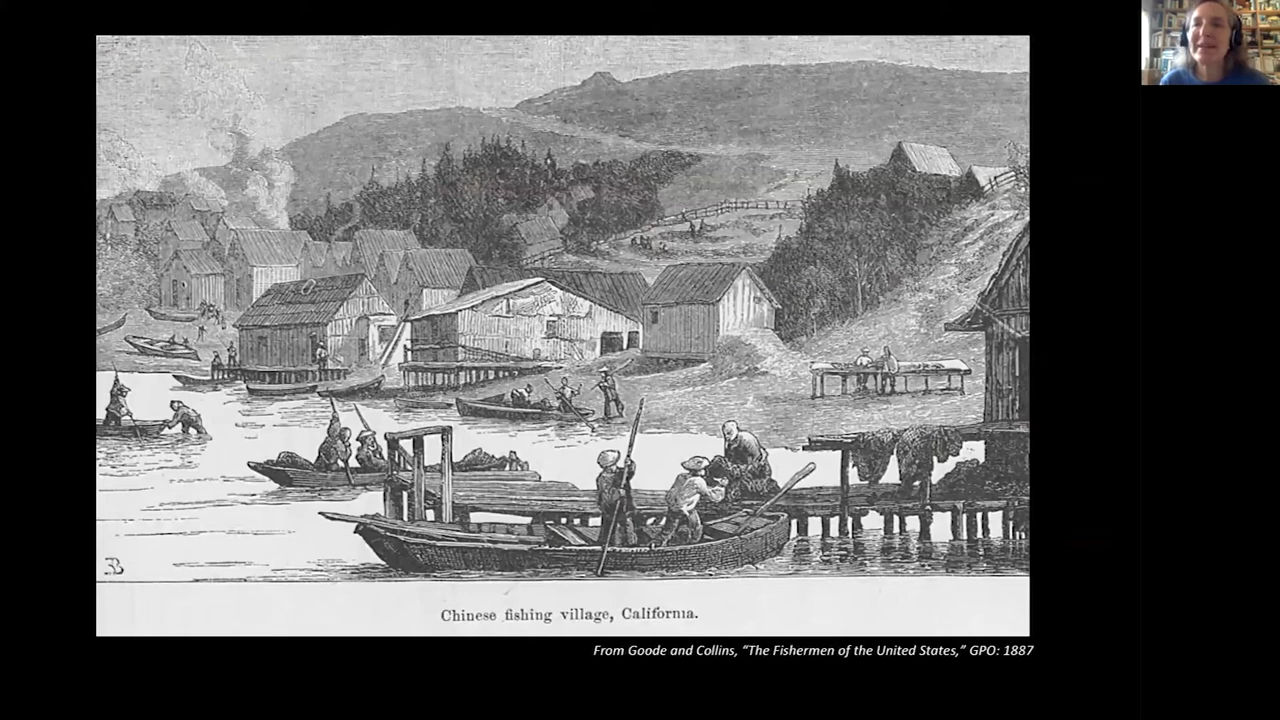 Chinese fishing village, California.
From Goode and Collins, “The Fishermen of the United States,” GPO: 1887